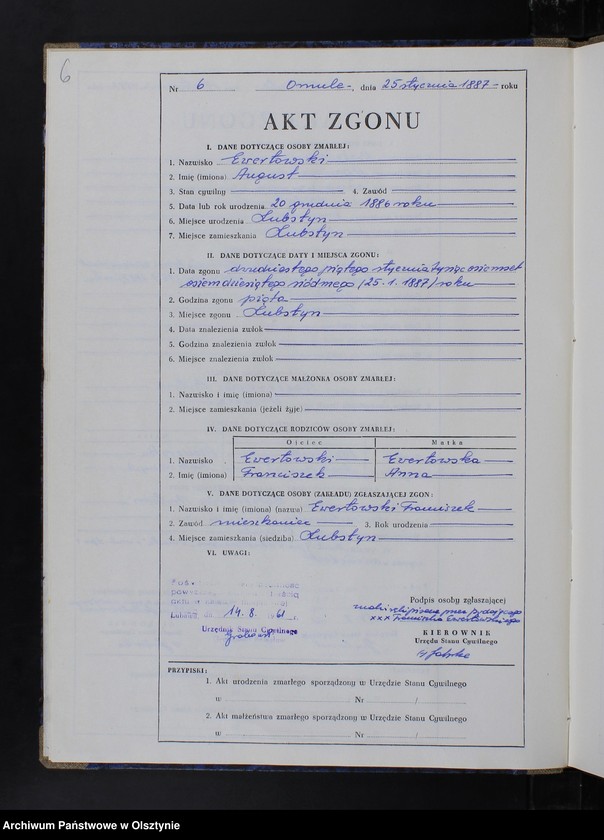 6
Nr 6 Omule, dnia 25 stycznia 1887 - roku
AKT ZGONU
I. DANE DOTYCZĄCE OSOBY ZMARŁEJ:
1. Nazwisko Ewertowski
2. Imię (imiona) August
3. Stan cywilny 4. Zawód
5. Data lub rok urodzenia 20 grudnia 1886 roku
6. Miejsce urodzenia Lubstyn
7. Miejsce zamieszkania Lubstyn
II. DANE DOTYCZĄCE DATY I MIEJSCA ZGONU:
1. Data zgonu dwudziestego piątego stycznia tysiąc osiemset
osiemdziesiątego siódmego (25.1.1887) roku
2. Godzina zgonu piąta
3. Miejsce zgonu Lubstyn
4. Data znalezienia zwłok
5. Godzina znalezienia zwłok
6. Miejsce znalezienia zwłok
III. DANE DOTYCZĄCE MAŁŻONKA OSOBY ZMARŁEJ:
1. Nazwisko i imię (imiona)
2. Miejsce zamieszkania (jeżeli żyje)
IV. DANE DOTYCZĄCE RODZICÓW OSOBY ZMARŁEJ:
Ojciec Matka
1. Nazwisko Ewertowski Ewertowska
2. Imię (imiona) Franciszek Anna
V. DANE DOTYCZĄCE OSOBY (ZAKŁADU) ZGŁASZAJĄCEJ ZGON:
1. Nazwisko i imię (imiona) (nazwa) Ewertowski Franciszek
2. Zawód mieszkaniec 3. Rok urodzenia
4. Miejsce zamieszkania (siedziba) Lubstyn
VI. UWAGI:
14.8. 61 r.
Urzędnik Stanu Cywilnego
Podpis osoby zgłaszającej
xxx Franciszka Ewertowskiego
KIEROWNIK
Urzędu Stanu Cywilnego
PRZYPISKI:
1. Akt urodzenia zmarłego sporządzony w Urzędzie Stanu Cywilnego
w Nr /
2. Akt małżeństwa zmarłego sporządzony w Urzędzie Stanu Cywilnego
w Nr /
Archiwum Państwowe w Olsztynie